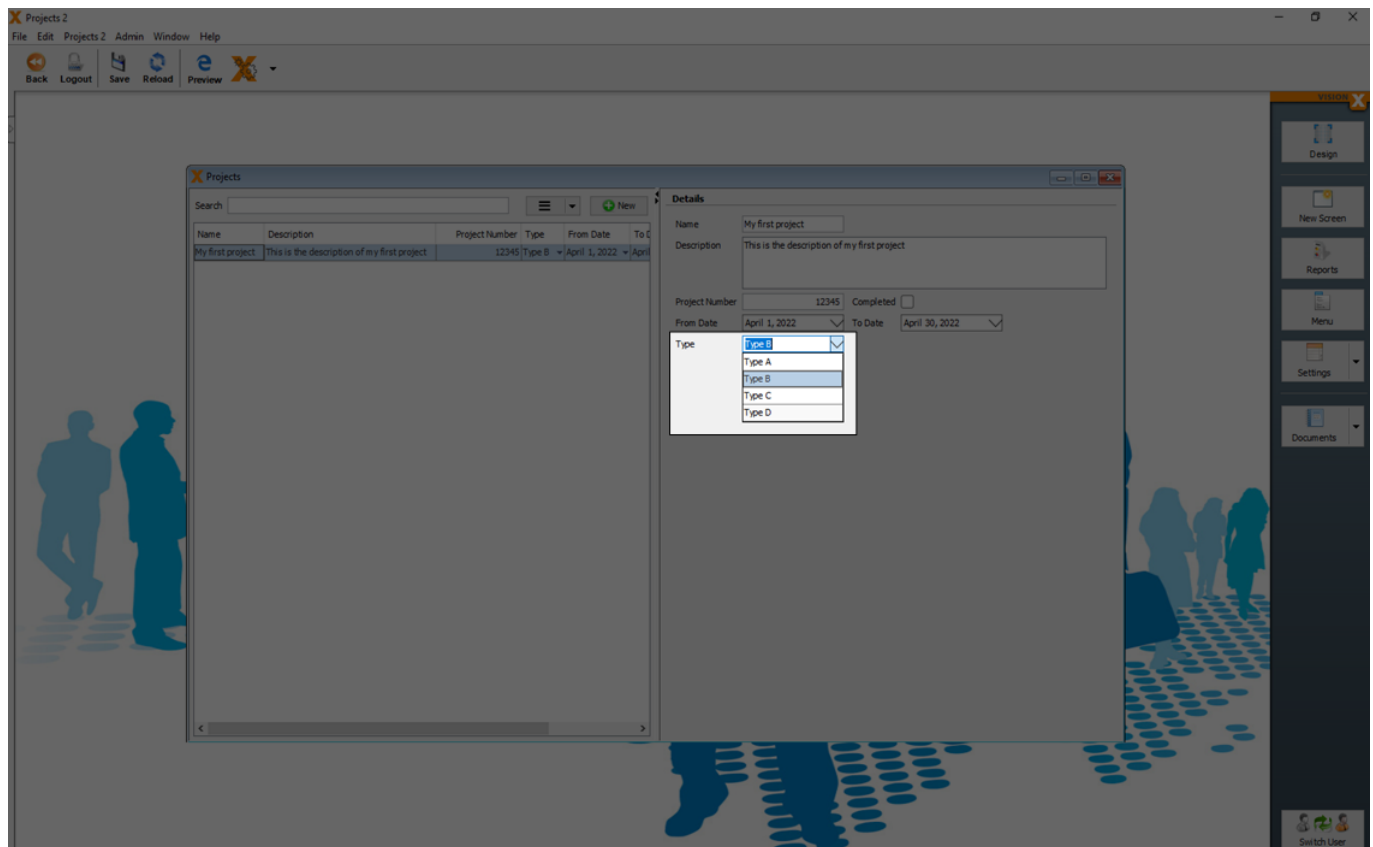 Projects 2
File Edit Projects 2 Admin Window Help
Back Logout Save Reload Preview
VISION X
Design
New Screen
Reports
Menu
Settings
Documents
Switch User
Projects
Search
New
Name Description Project Number Type From Date To D
My first project This is the description of my first project 12345 Type B April 1, 2022 April
Details
Name My first project
Description This is the description of my first project
Project Number 12345 Completed
From Date April 1, 2022 To Date April 30, 2022
Type Type B
Type A
Type B
Type C
Type D